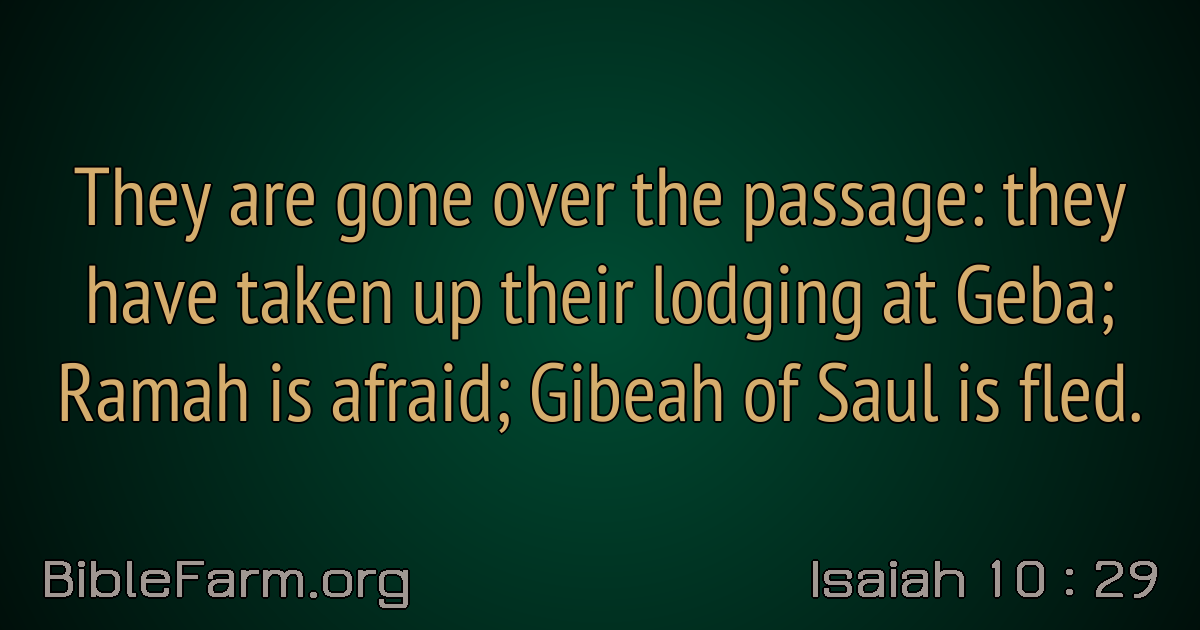 They are gone over the passage: they
have taken up their lodging at Geba;
Ramah is afraid; Gibeah of Saul is fled.
BibleFarm.org
Isaiah 10 : 29